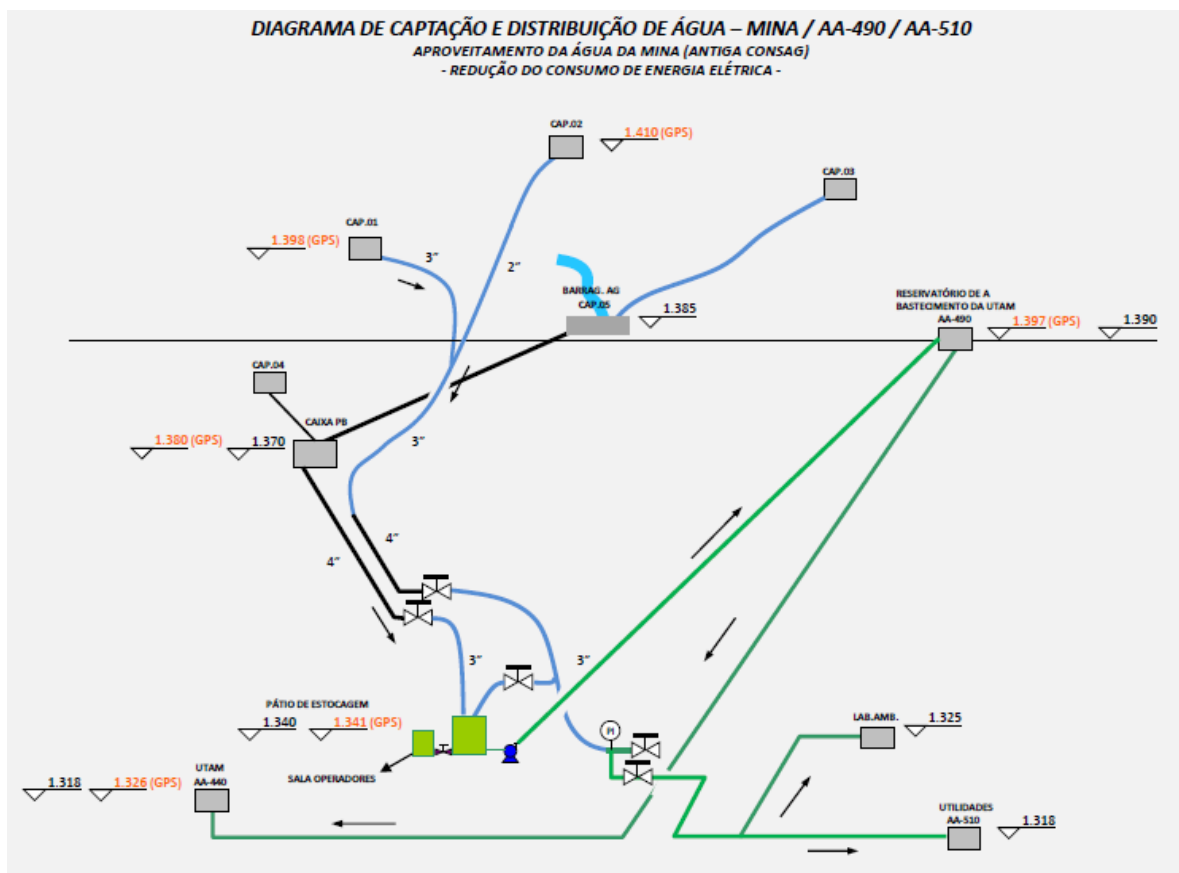 DIAGRAMA DE CAPTAÇÃO E DISTRIBUIÇÃO DE ÁGUA – MINA / AA-490 / AA-510
APROVEITAMENTO DA ÁGUA DA MINA (ANTIGA CONSAG)
- REDUÇÃO DO CONSUMO DE ENERGIA ELÉTRICA -
CAP.02
1.410 (GPS)
CAP.03
CAP.01
1.398 (GPS)
3”
2”
BARRAG. AG
CAP.05
1.385
RESERVATÓRIO DE A
BASTECIMENTO DA UTAM
AA-490
1.397 (GPS)
1.390
CAP.04
CAIXA PB
1.380 (GPS)
1.370
3”
4”
4”
3”
3”
PÁTIO DE ESTOCAGEM
1.340
1.341 (GPS)
PI
LAB.AMB.
1.325
SALA OPERADORES
UTAM
AA-440
1.318
1.326 (GPS)
UTILIDADES
AA-510
1.318